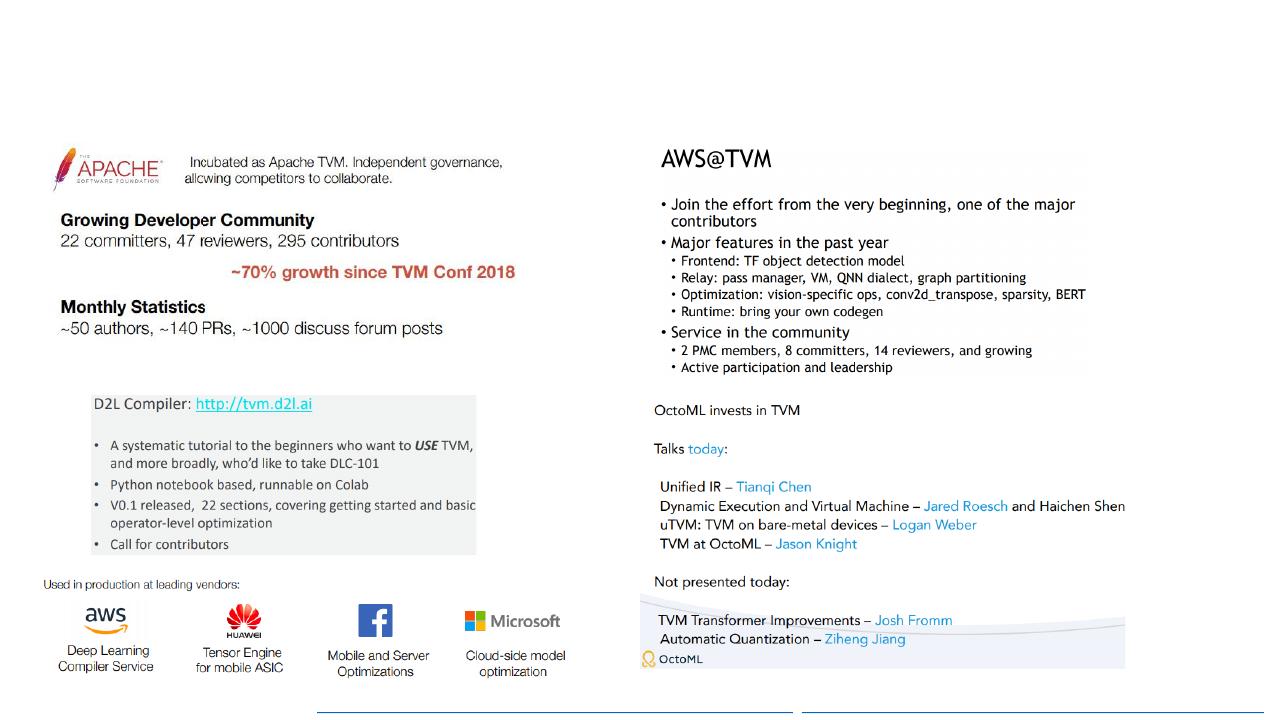 THE
APACHE
SOFTWARE FOUNDATION
Incubated as Apache TVM. Independent governance,
allowing competitors to collaborate.
Growing Developer Community
22 committers, 47 reviewers, 295 contributors
~70% growth since TVM Conf 2018
Monthly Statistics
~50 authors, ~140 PRs, ~1000 discuss forum posts
D2L Compiler: http://tvm.d2l.ai
• A systematic tutorial to the beginners who want to USE TVM,
and more broadly, who'd like to take DLC-101
• Python notebook based, runnable on Colab
• V0.1 released, 22 sections, covering getting started and basic
operator-level optimization
• Call for contributors
Used in production at leading vendors:
aws
Deep Learning
Compiler Service
HUAWEI
Tensor Engine
for mobile ASIC
f
Mobile and Server
Optimizations
Microsoft
Cloud-side model
optimization
AWS@TVM
• Join the effort from the very beginning, one of the major
contributors
• Major features in the past year
• Frontend: TF object detection model
• Relay: pass manager, VM, QNN dialect, graph partitioning
• Optimization: vision-specific ops, conv2d_transpose, sparsity, BERT
• Runtime: bring your own codegen
• Service in the community
• 2 PMC members, 8 committers, 14 reviewers, and growing
• Active participation and leadership
OctoML invests in TVM
Talks today:
Unified IR – Tianqi Chen
Dynamic Execution and Virtual Machine – Jared Roesch and Haichen Shen
uTVM: TVM on bare-metal devices – Logan Weber
TVM at OctoML – Jason Knight
Not presented today:
TVM Transformer Improvements – Josh Fromm
Automatic Quantization – Ziheng Jiang
OctoML